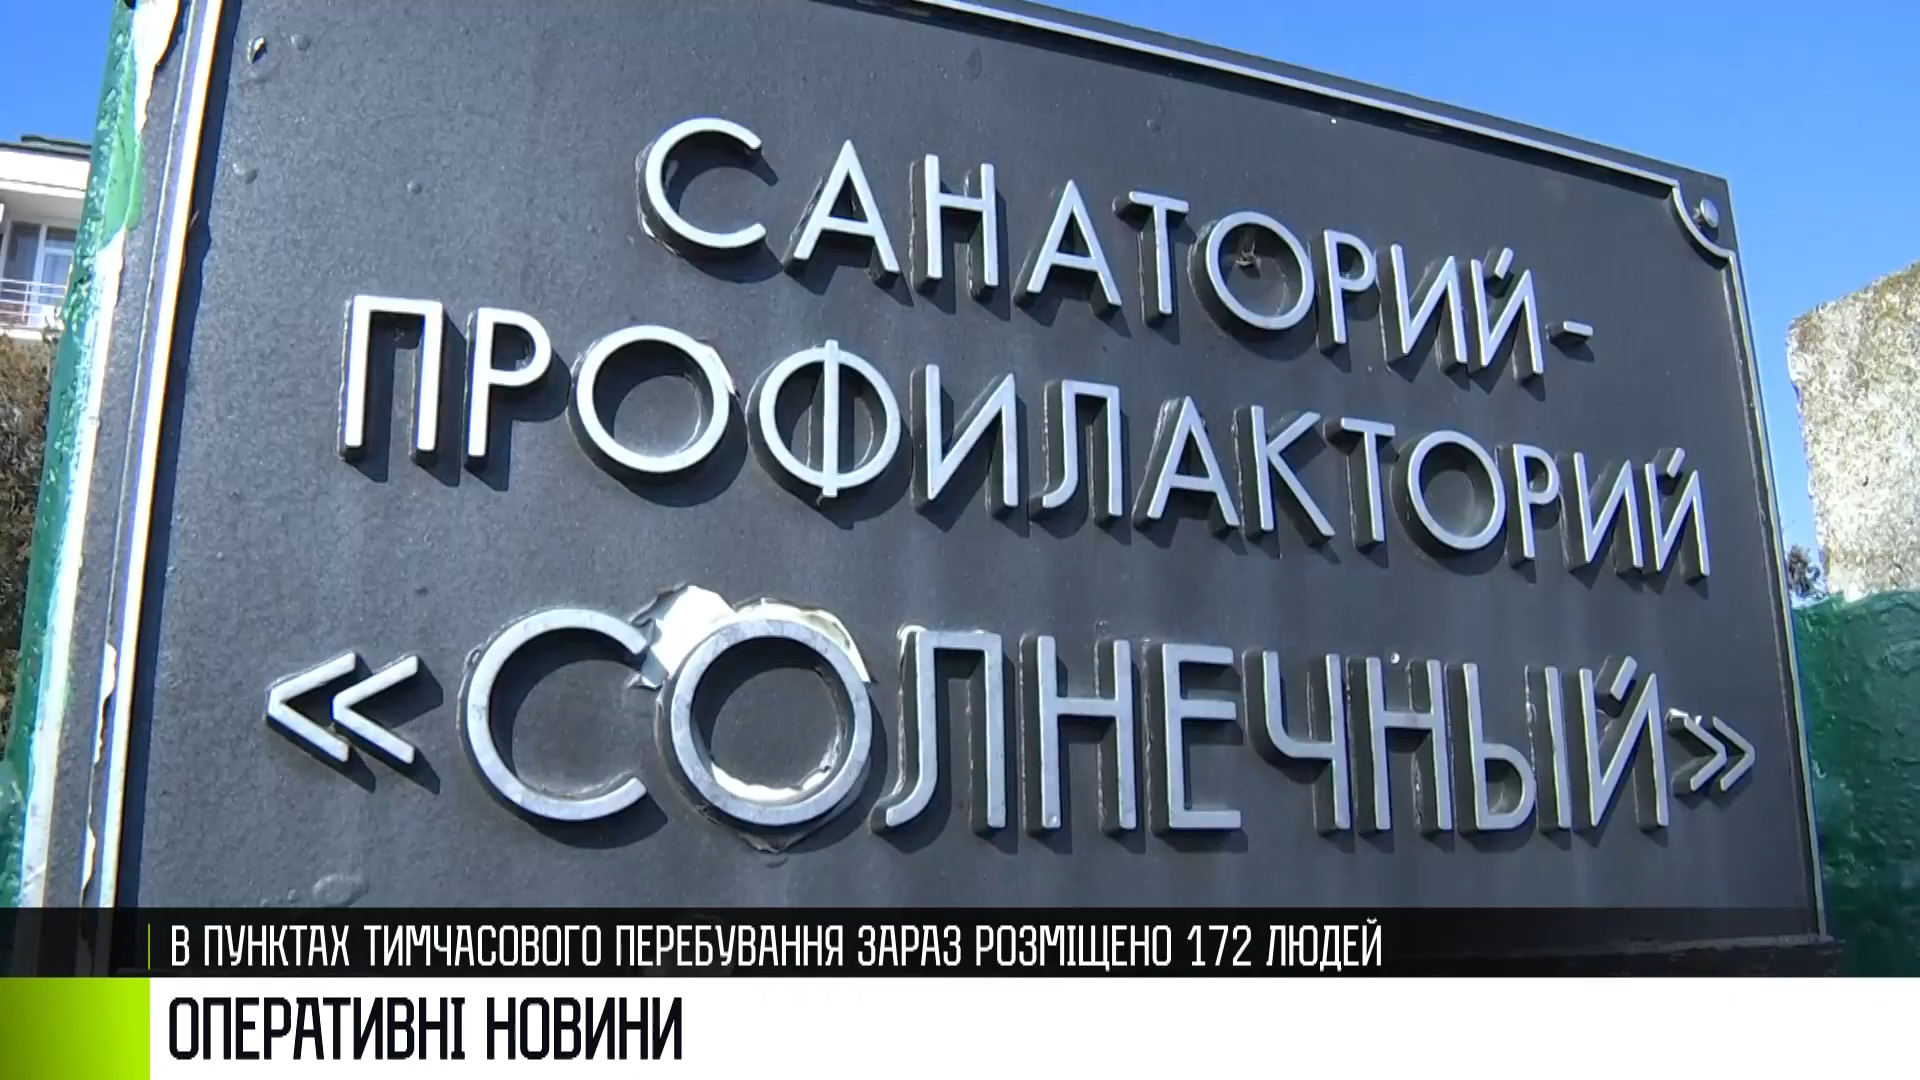 САНАТОРИЙ-
ПРОФИЛАКТОРИЙ
«СОЛНЕЧНЫЙ»
В ПУНКТАХ ТИМЧАСОВОГО ПЕРЕБУВАННЯ ЗАРАЗ РОЗМІЩЕНО 172 ЛЮДЕЙ
ОПЕРАТИВНІ НОВИНИ